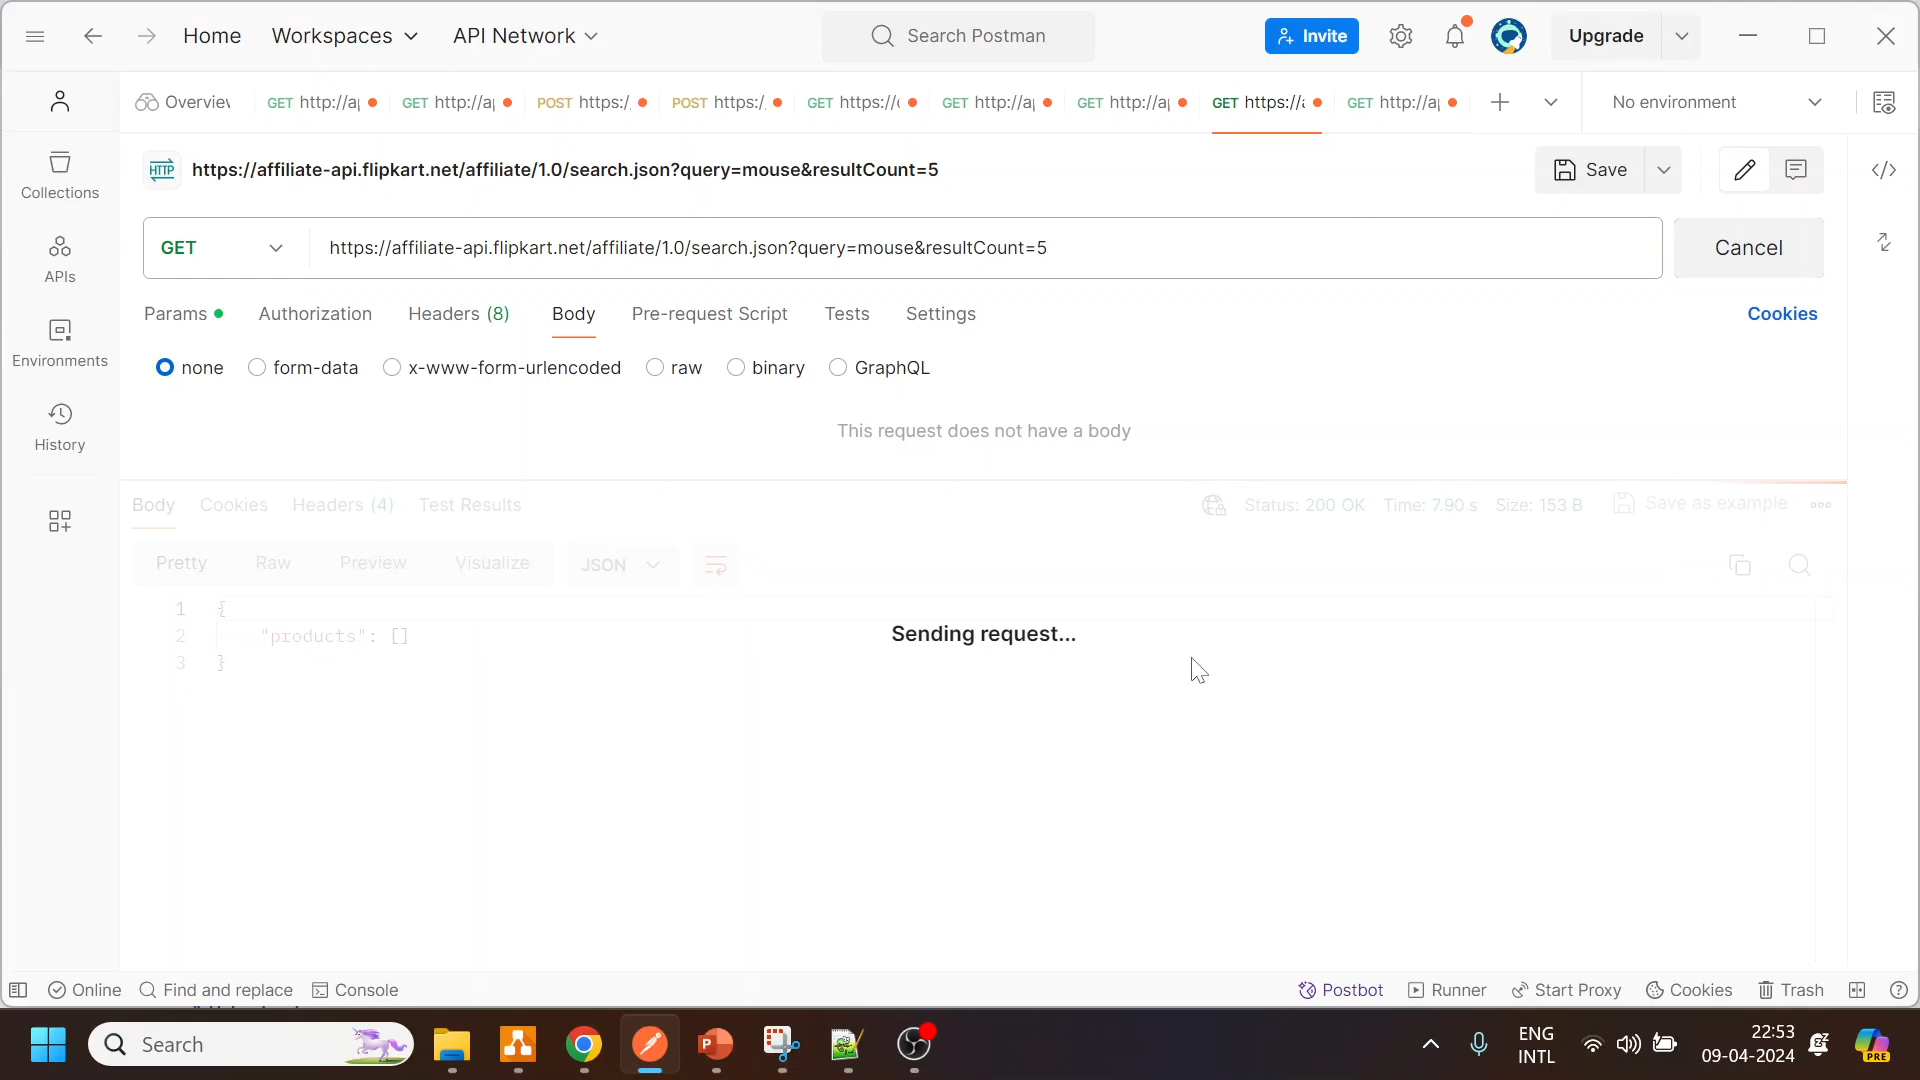 Home Workspaces API Network Search Postman Invite Upgrade
Overview GET http://a POST https:/ POST https:/ GET https:// GET http://a GET http://a GET https:// GET http://a No environment
HTTP https://affiliate-api.flipkart.net/affiliate/1.0/search.json?query=mouse&resultCount=5 Save
GET https://affiliate-api.flipkart.net/affiliate/1.0/search.json?query=mouse&resultCount=5 Cancel
Params Authorization Headers (8) Body Pre-request Script Tests Settings Cookies
none form-data x-www-form-urlencoded raw binary GraphQL
This request does not have a body
Collections
APIs
Environments
History
Body Cookies Headers (4) Test Results Status: 200 OK Time: 7.90 s Size: 153 B Save as example
Pretty Raw Preview Visualize JSON
1 {
2 "products": []
3 }
Sending request...
Online Find and replace Console Postbot Runner Start Proxy Cookies Trash
Search
ENG
INTL
22:53
09-04-2024
PRE